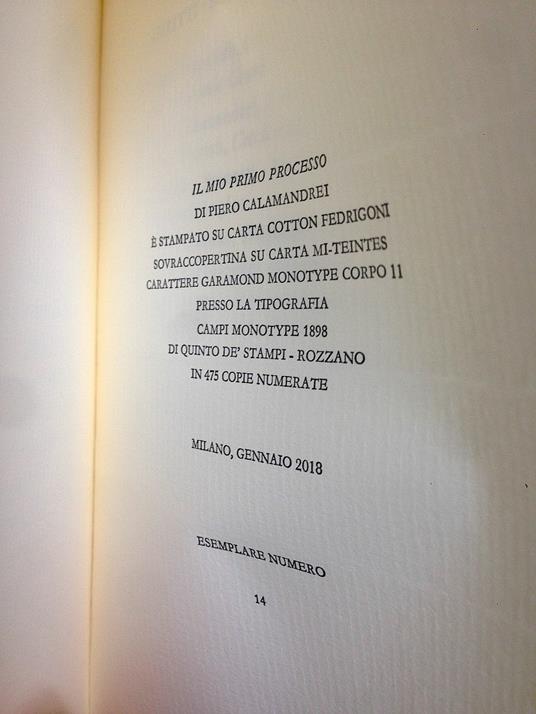 IL MIO PRIMO PROCESSO
DI PIERO CALAMANDREI
È STAMPATO SU CARTA COTTON FEDRIGONI
SOVRACCOPERTINA SU CARTA MI-TEINTES
CARATTERE GARAMOND MONOTYPE CORPO 11
PRESSO LA TIPOGRAFIA
CAMPI MONOTYPE 1898
DI QUINTO DE' STAMPI - ROZZANO
IN 475 COPIE NUMERATE
MILANO, GENNAIO 2018
ESEMPLARE NUMERO
14